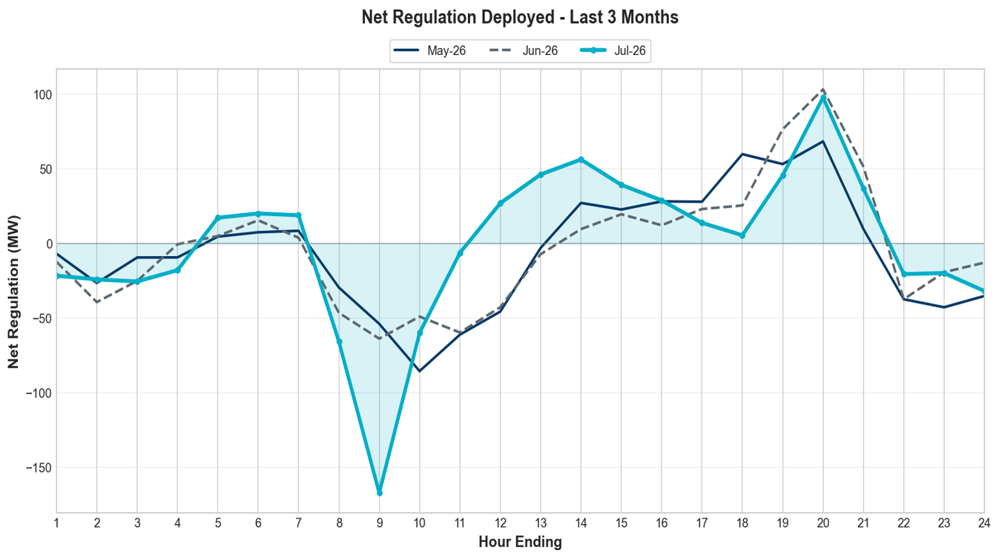 Net Regulation Deployed - Last 3 Months
May-26 Jun-26 Jul-26
100
50
0
−50
−100
−150
Net Regulation (MW)
1 2 3 4 5 6 7 8 9 10 11 12 13 14 15 16 17 18 19 20 21 22 23 24
Hour Ending